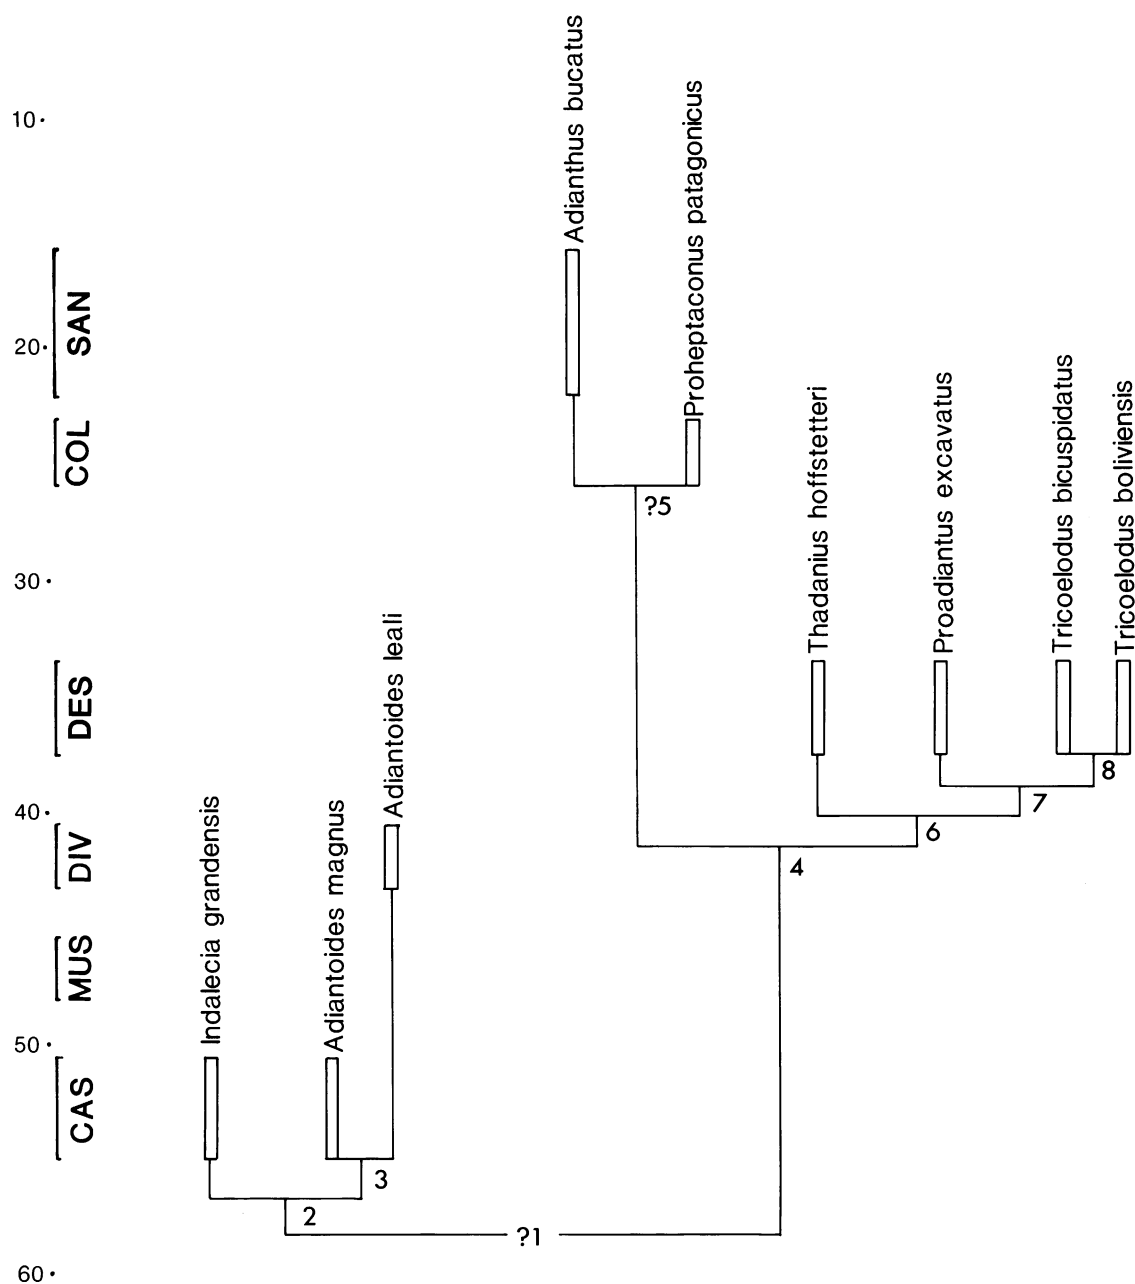 10
20
30
40
50
60
SAN
COL
DES
DIV
MUS
CAS
Indalecia grandensis
Adiantoides magnus
Adiantoides leali
Adianthus bucatus
Proheptaconus patagonicus
Thadanius hoffstetteri
Proadiantus excavatus
Tricoelodus bicuspidatus
Tricoelodus boliviensis
?5
8
7
6
4
3
2
?1